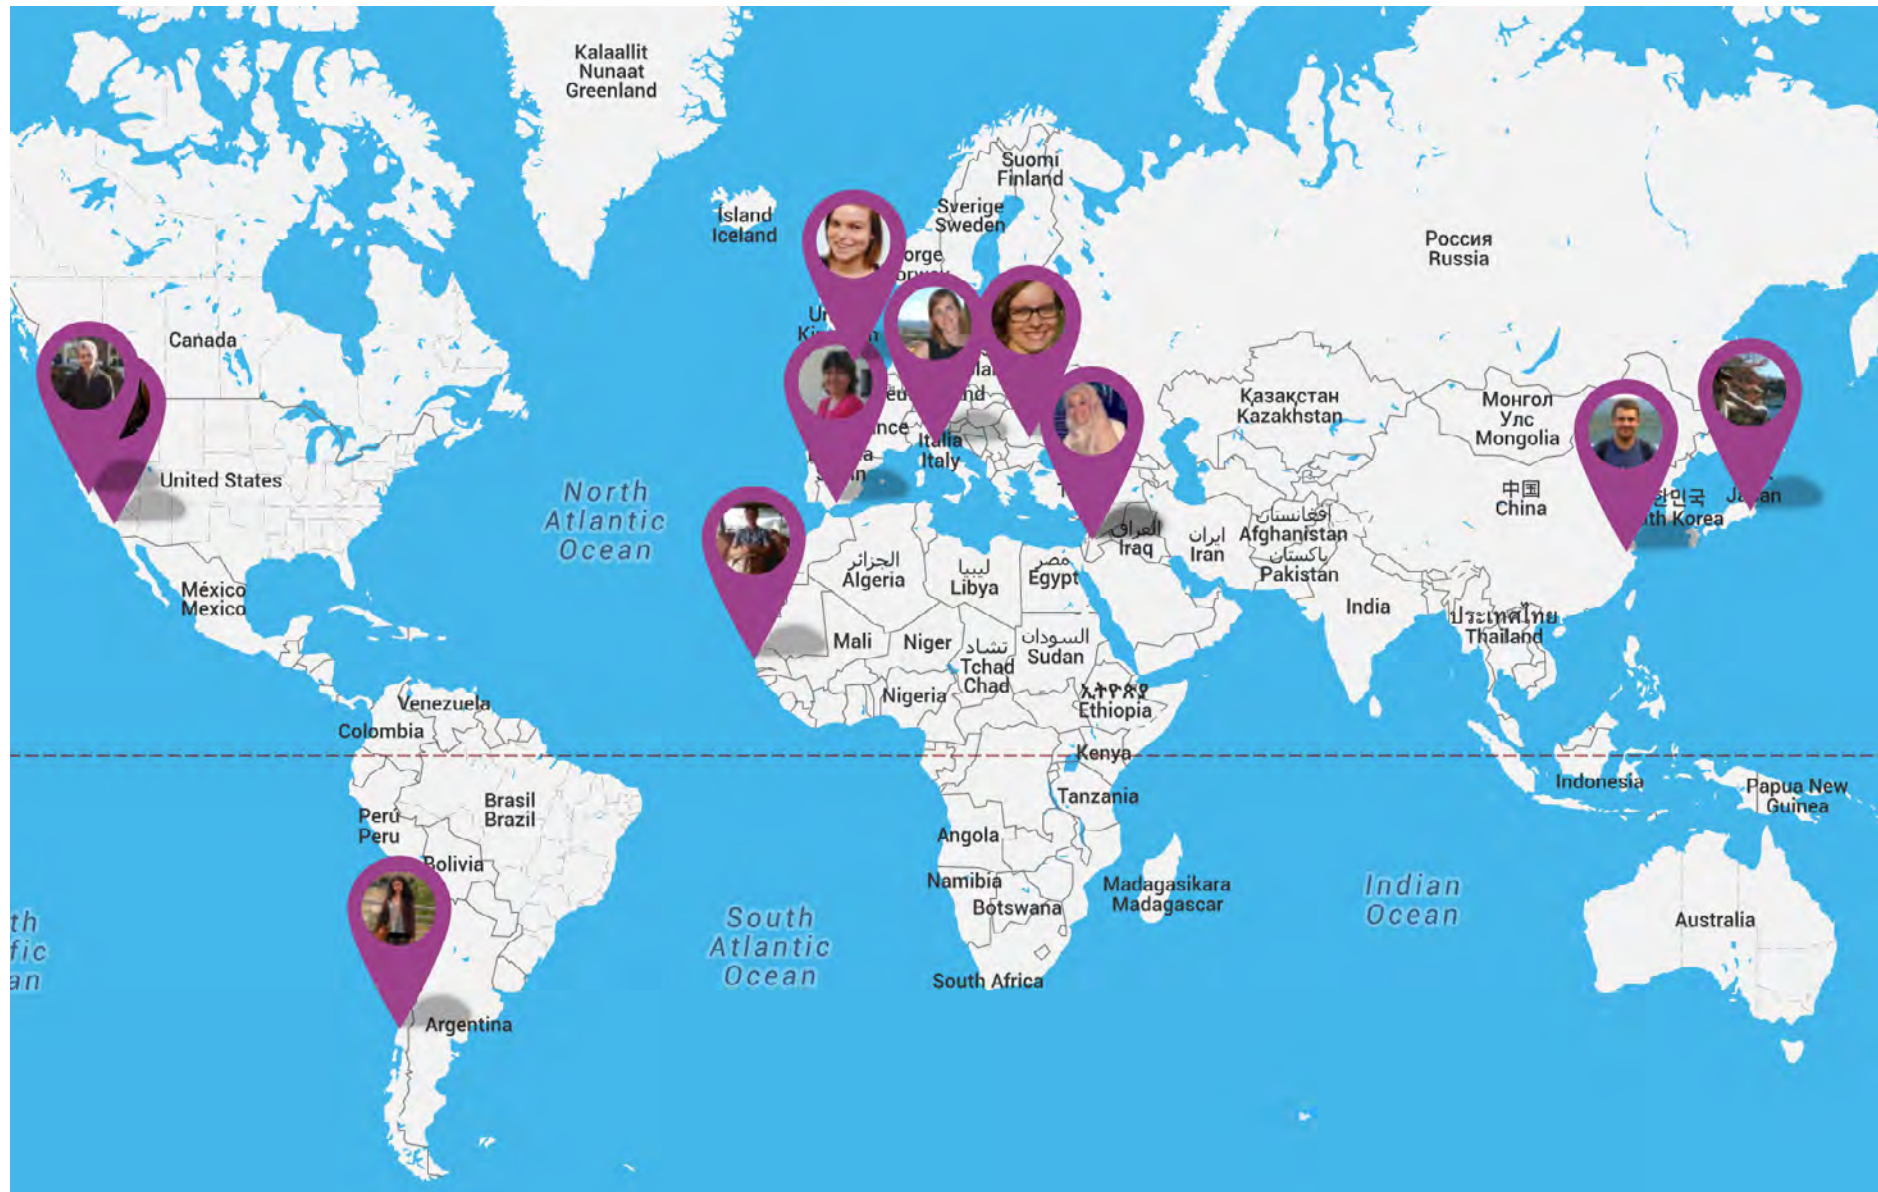 Kalaallit
Nunaat
Greenland
Suomi
Finland
Sverige
Sweden
Ísland
Iceland
Россия
Russia
Canada
Қазақстан
Kazakhstan
Монгол
Улс
Mongolia
Italia
Italy
United States
North
Atlantic
Ocean
中国
China
South Korea
Japan
العراق
Iraq
ایران
Iran
افغانستان
Afghanistan
پاکستان
Pakistan
México
Mexico
الجزائر
Algeria
ليبيا
Libya
مصر
Egypt
India
ประเทศไทย
Thailand
Mali
Niger
تشاد
Tchad
Chad
السودان
Sudan
Nigeria
ኢትዮጵያ
Ethiopia
Venezuela
Colombia
Kenya
Indonesia
Papua New
Guinea
Tanzania
Brasil
Brazil
Perú
Peru
Angola
Bolivia
Namibia
Botswana
Madagasikara
Madagascar
Indian
Ocean
Australia
South
Atlantic
Ocean
South Africa
Argentina